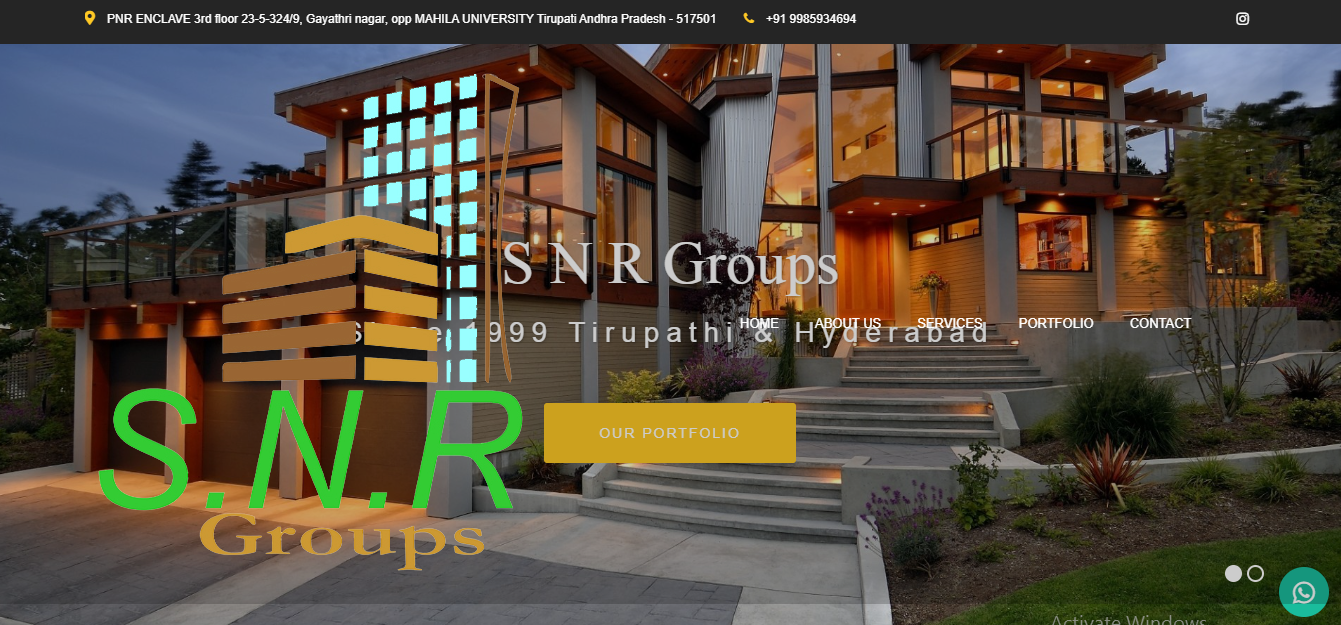 PNR ENCLAVE 3rd floor 23-5-324/9, Gayathri nagar, opp MAHILA UNIVERSITY Tirupati Andhra Pradesh - 517501 +91 9985934694
S N R Groups
HOME ABOUT US SERVICES PORTFOLIO CONTACT
1999 Tirupathi & Hyderabad
OUR PORTFOLIO
S.N.R
Groups
Activate Windows